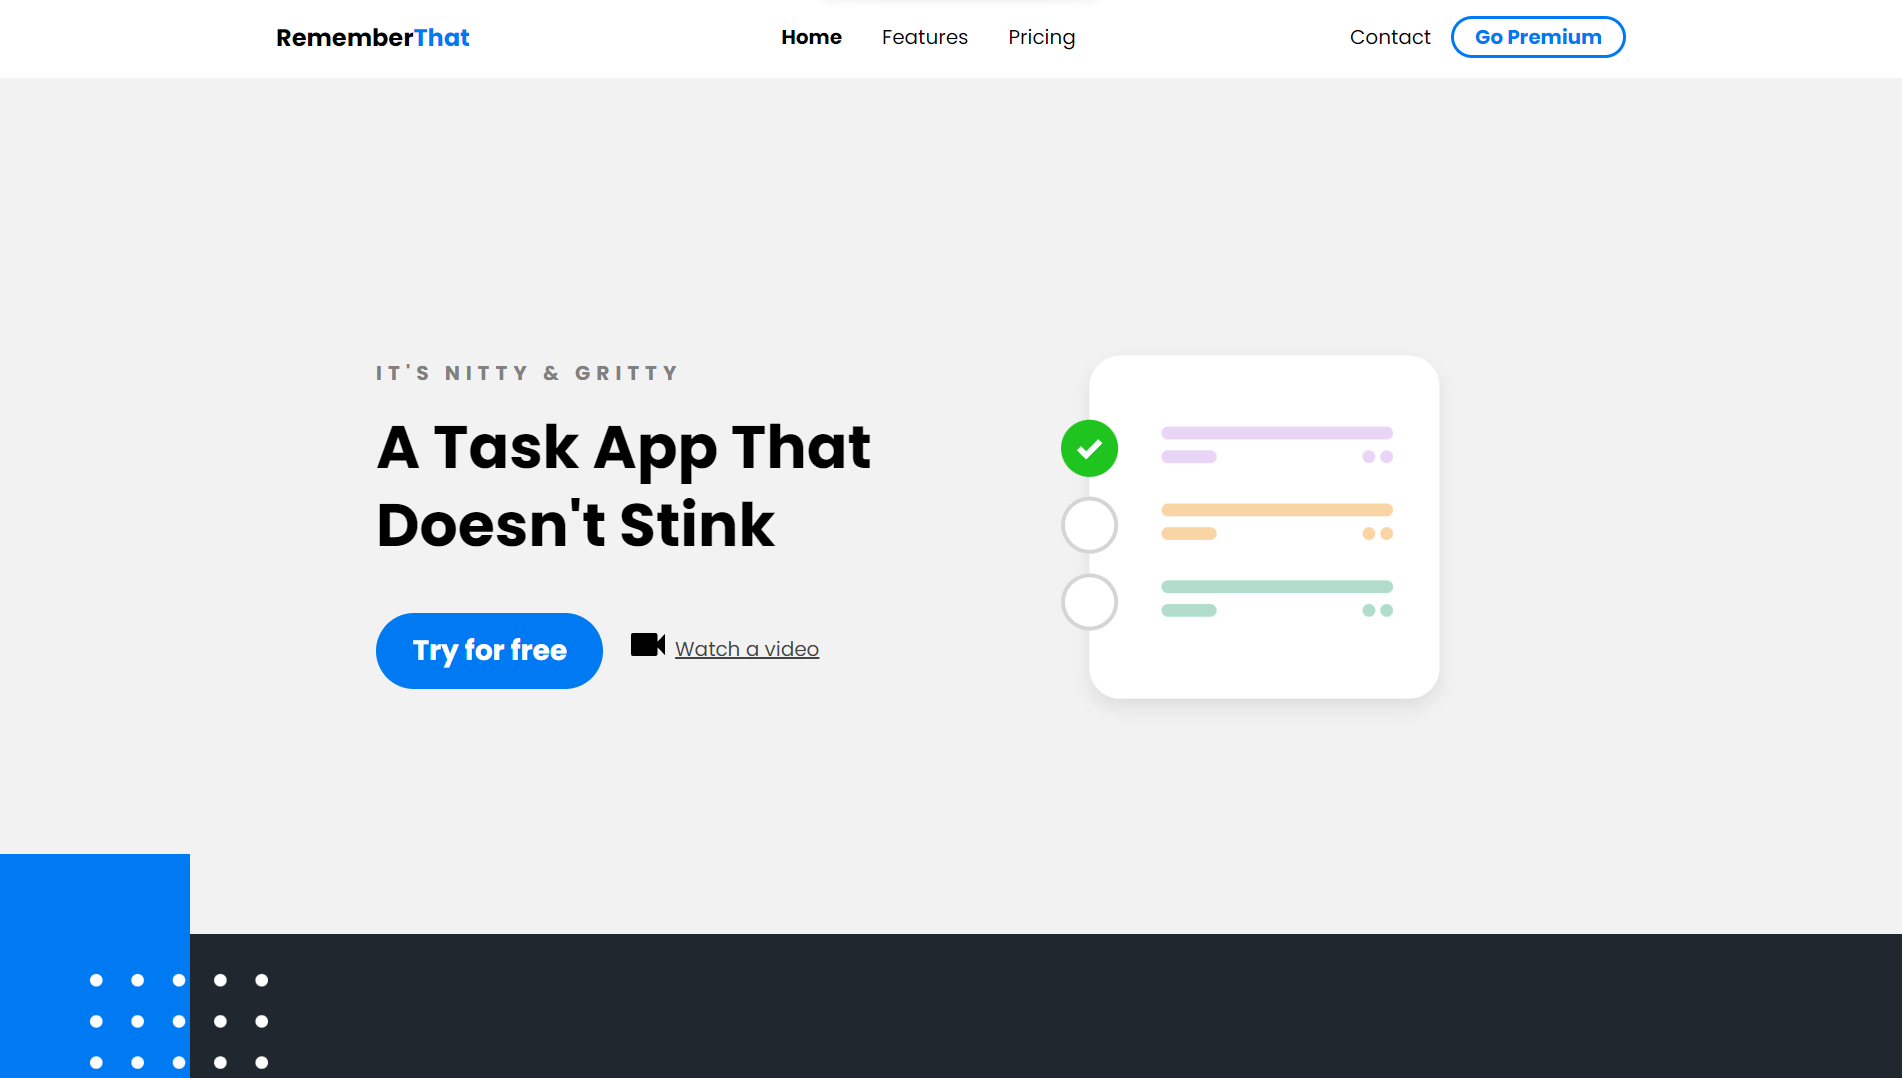 RememberThat
Home Features Pricing
Contact Go Premium
IT'S NITTY & GRITTY
A Task App That
Doesn't Stink
Try for free
Watch a video